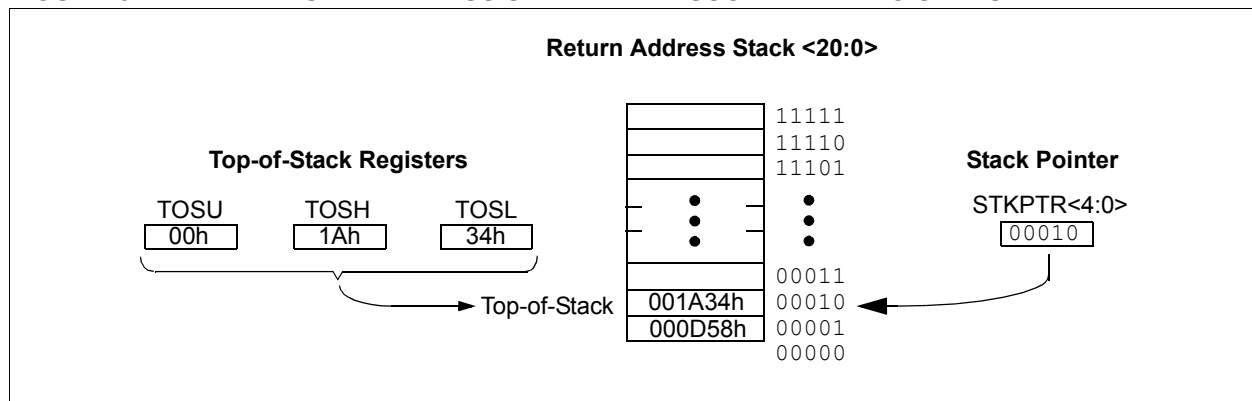 Return Address Stack <20:0>
11111
11110
11101
Top-of-Stack Registers
Stack Pointer
TOSU TOSH TOSL
STKPTR<4:0>
00h 1Ah 34h
00010
00011
Top-of-Stack 001A34h 00010
000D58h 00001
00000